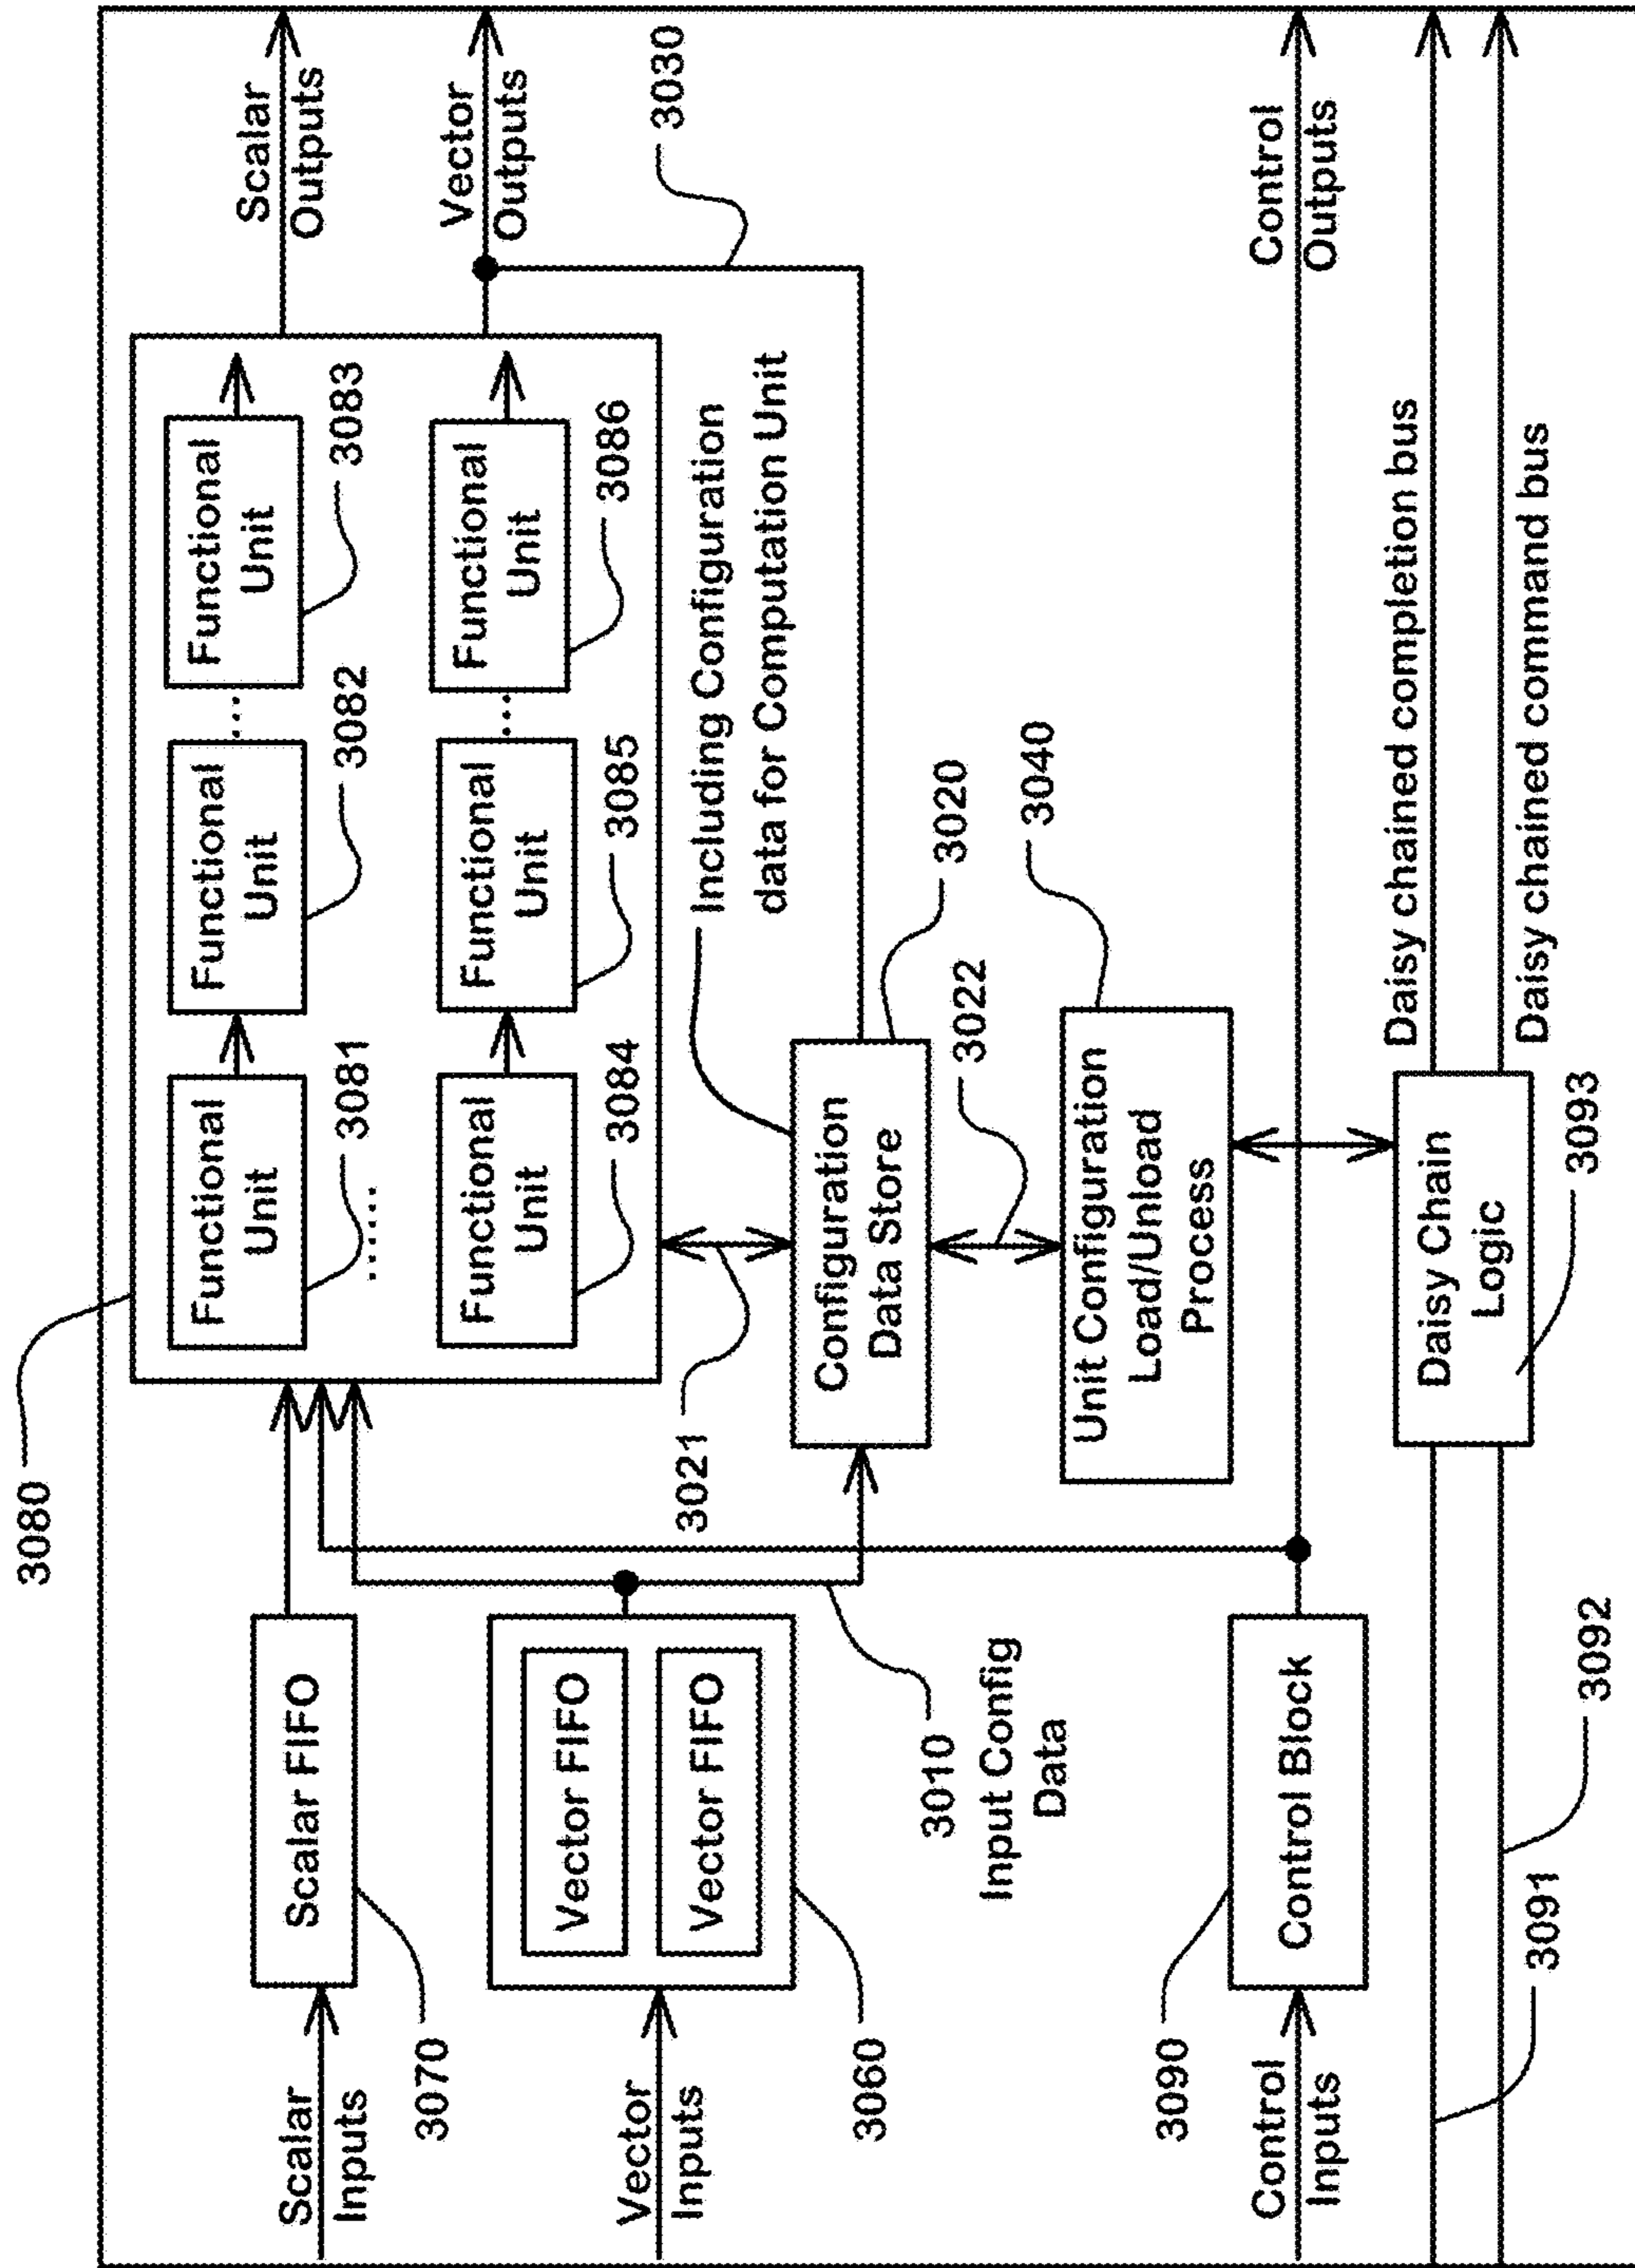 3080
Scalar
Inputs
Scalar FIFO
3070
Vector
Inputs
Vector FIFO
Vector FIFO
3060
3010
Input Config
Data
Control
Inputs
Control Block
3090
3091
3092
Functional
Unit
3081
......
Functional
Unit
3082
...
Functional
Unit
3083
Functional
Unit
3084
Functional
Unit
3085
...
Functional
Unit
3086
Scalar
Outputs
Vector
Outputs
3030
Including Configuration
data for Computation Unit
3021
Configuration
Data Store
3020
3022
Unit Configuration
Load/Unload
Process
3040
Control
Outputs
Daisy Chain
Logic
3093
Daisy chained completion bus
Daisy chained command bus